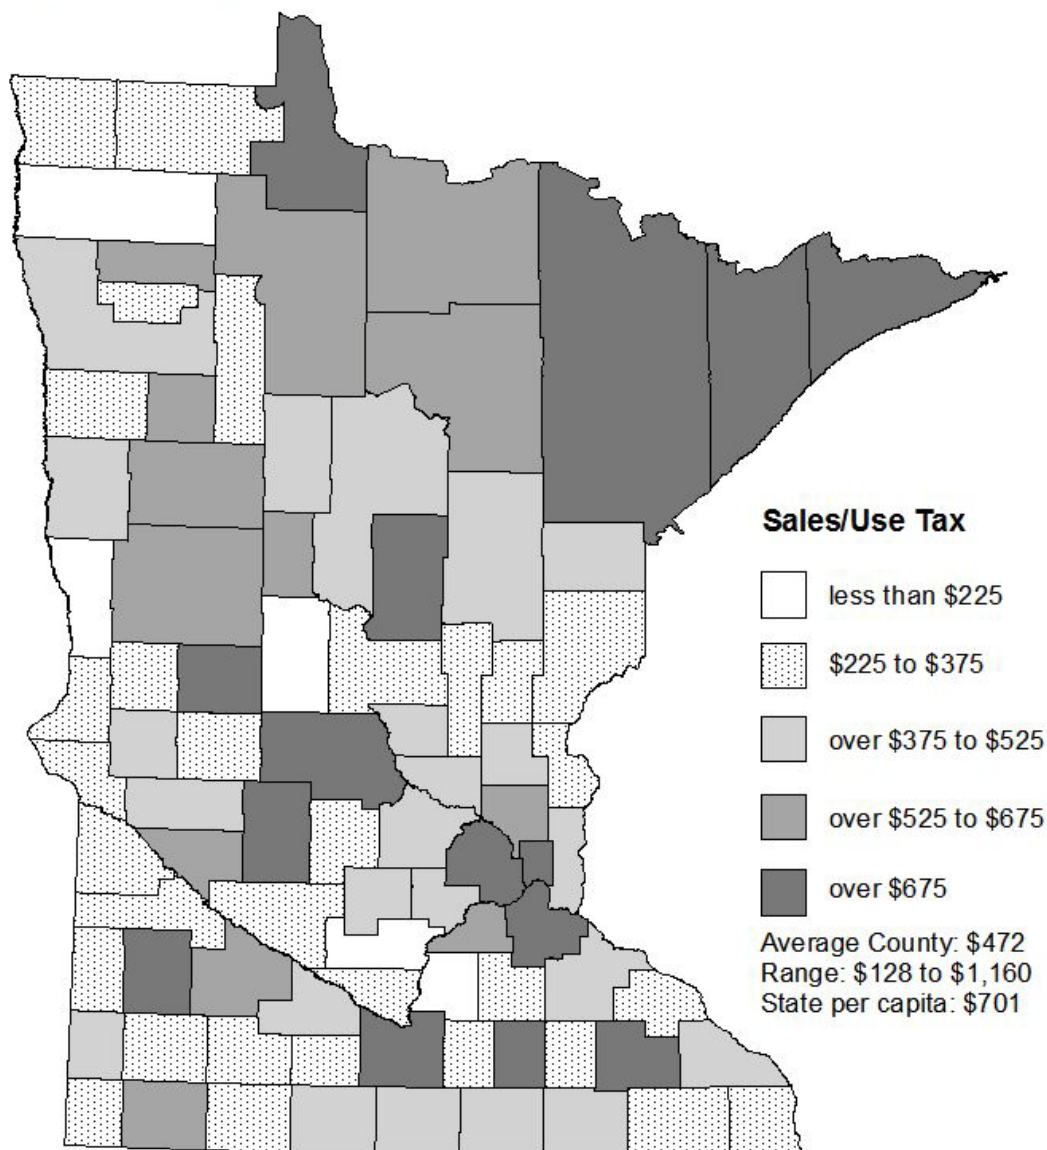 Sales/Use Tax
less than $225
$225 to $375
over $375 to $525
over $525 to $675
over $675
Average County: $472
Range: $128 to $1,160
State per capita: $701